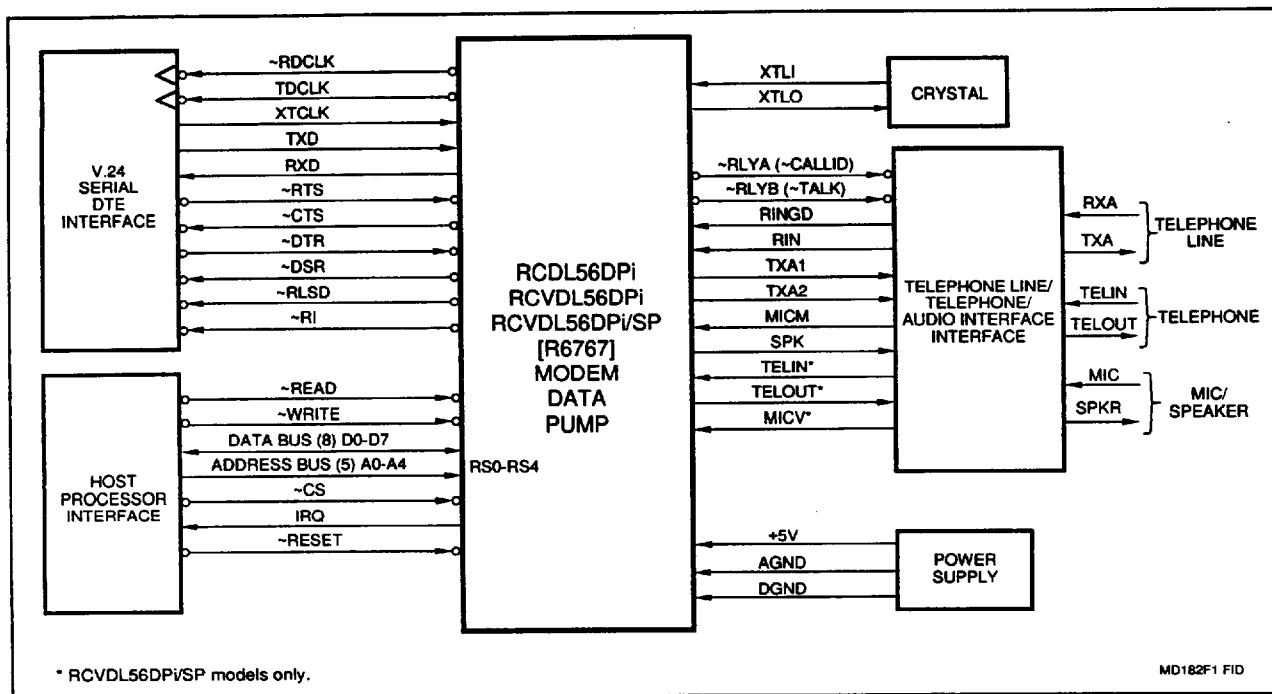 ~RDCLK
TDCLK
XTCLK
TXD
RXD
~RTS
~CTS
~DTR
~DSR
~RLSD
~RI
V.24
SERIAL
DTE
INTERFACE
~READ
~WRITE
DATA BUS (8) D0-D7
ADDRESS BUS (5) A0-A4
~CS
IRQ
~RESET
HOST
PROCESSOR
INTERFACE
RS0-RS4
RCDL56DPi
RCVDL56DPi
RCVDL56DPi/SP
[R6767]
MODEM
DATA
PUMP
XTLI
XTLO
CRYSTAL
~RLYA (~CALLID)
~RLYB (~TALK)
RINGD
RIN
TXA1
TXA2
MICM
SPK
TELIN*
TELOUT*
MICV*
TELEPHONE LINE/
TELEPHONE/
AUDIO INTERFACE
INTERFACE
RXA
TXA
TELEPHONE
LINE
TELIN
TELOUT
TELEPHONE
MIC
SPKR
MIC/
SPEAKER
+5V
AGND
DGND
POWER
SUPPLY
* RCVDL56DPi/SP models only.
MD182F1 FID